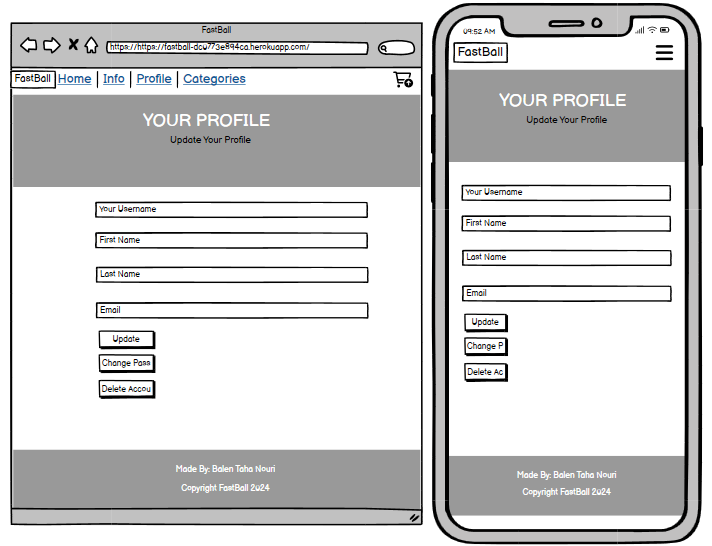 FastBall
https://https://fastball-dcu773e894ca.herokuapp.com/
FastBall Home Info Profile Categories
YOUR PROFILE
Update Your Profile
Your Username
First Name
Last Name
Email
Update
Change Pass
Delete Accou
Made By: Balen Taha Nouri
Copyright FastBall 2024
09:52 AM
FastBall
YOUR PROFILE
Update Your Profile
Your Username
First Name
Last Name
Email
Update
Change P
Delete Ac
Made By: Balen Taha Nouri
Copyright FastBall 2024